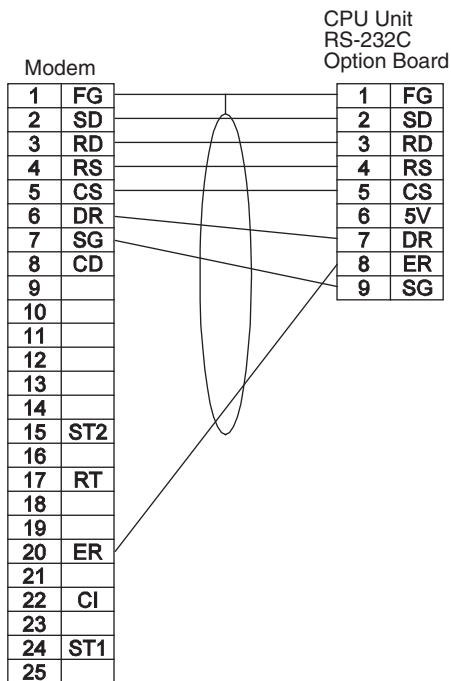 CPU Unit
RS-232C
Option Board
Modem
1 FG
2 SD
3 RD
4 RS
5 CS
6 DR
7 SG
8 CD
9
10
11
12
13
14
15 ST2
16
17 RT
18
19
20 ER
21
22 CI
23
24 ST1
25
1 FG
2 SD
3 RD
4 RS
5 CS
6 5V
7 DR
8 ER
9 SG